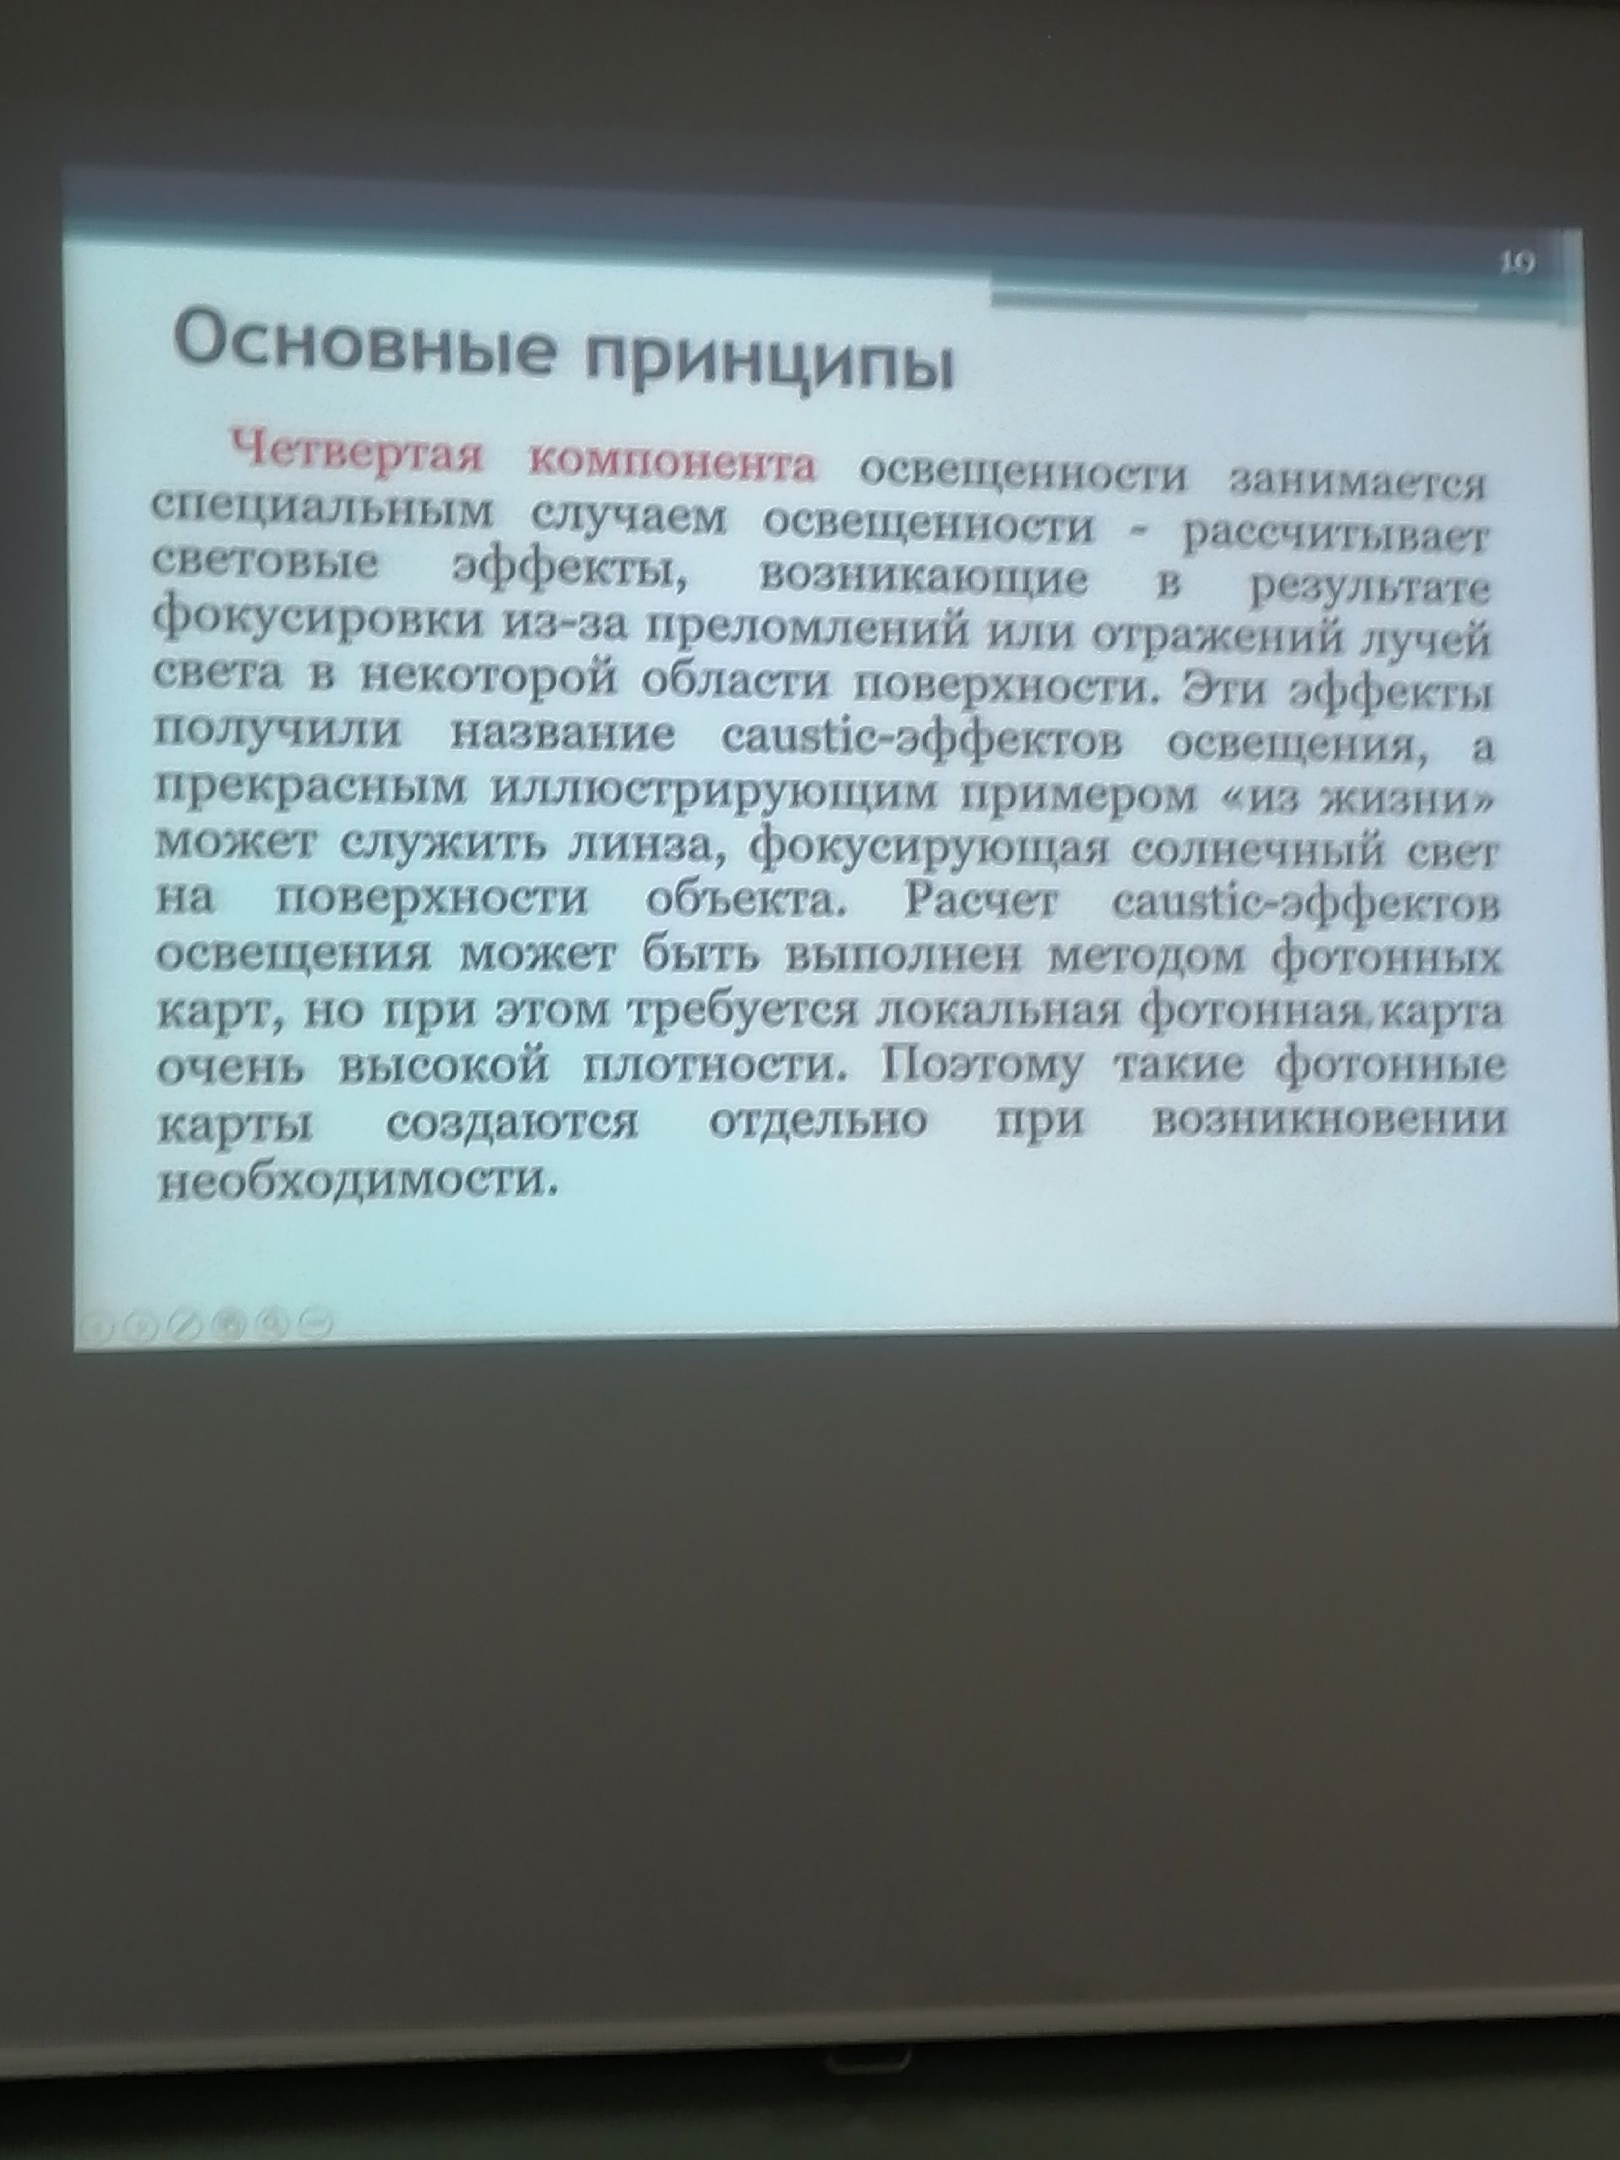 19
Основные принципы
Четвертая компонента освещенности занимается
специальным случаем освещенности - рассчитывает
световые эффекты, возникающие в результате
фокусировки из-за преломлений или отражений лучей
света в некоторой области поверхности. Эти эффекты
получили название caustic-эффектов освещения, а
прекрасным иллюстрирующим примером «из жизни»
может служить линза, фокусирующая солнечный свет
на поверхности объекта. Расчет caustic-эффектов
освещения может быть выполнен методом фотонных
карт, но при этом требуется локальная фотонная карта
очень высокой плотности. Поэтому такие фотонные
карты создаются отдельно при возникновении
необходимости.